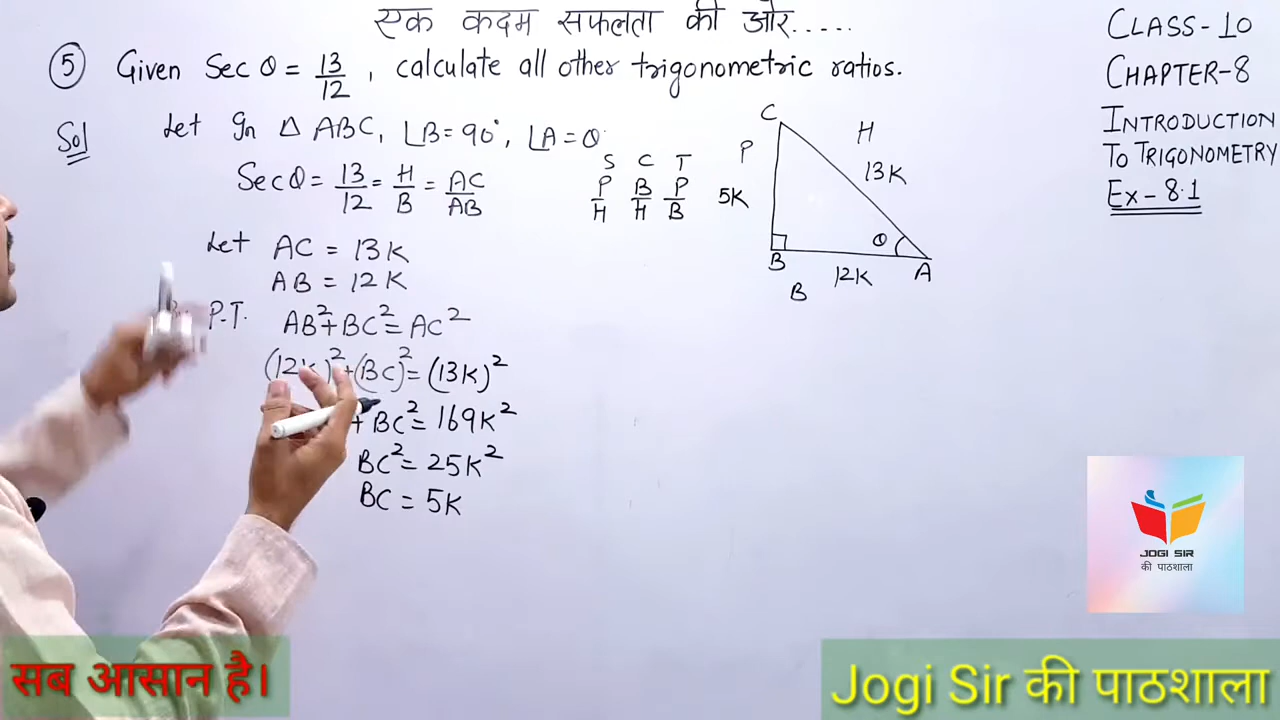 एक कदम सफलता की ओर.....
⑤ Given Sec θ = 13/12, calculate all other trigonometric ratios.
Sol Let In △ ABC, ∠B=90°, ∠A=θ
Sec θ = 13/12 = H/B = AC/AB
Let AC = 13K
AB = 12K
P.T. AB²+BC²=AC²
(12K)²+(BC)²=(13K)²
+BC²=169K²
BC²=25K²
BC=5K
S C T
P/H B/H P/B
C
P
H
13K
5K
θ
B
12K
A
B
CLASS-10
CHAPTER-8
INTRODUCTION
TO TRIGONOMETRY
Ex-8.1
JOGI SIR
की पाठशाला
सब आसान है।
Jogi Sir की पाठशाला